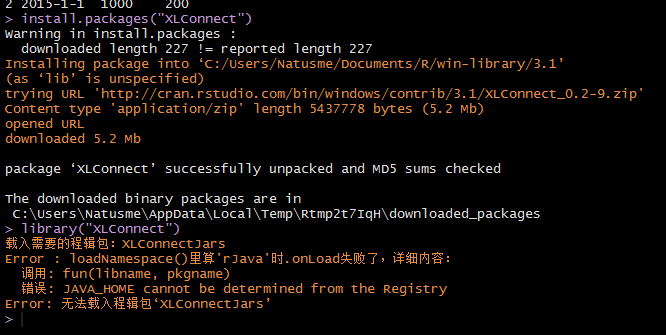 2 2015-1-1  1000    200
> install.packages("XLConnect")
Warning in install.packages :
  downloaded length 227 != reported length 227
Installing package into ‘C:/Users/Natusme/Documents/R/win-library/3.1’
(as ‘lib’ is unspecified)
trying URL 'http://cran.rstudio.com/bin/windows/contrib/3.1/XLConnect_0.2-9.zip'
Content type 'application/zip' length 5437778 bytes (5.2 Mb)
opened URL
downloaded 5.2 Mb

package ‘XLConnect’ successfully unpacked and MD5 sums checked

The downloaded binary packages are in
 C:\Users\Natusme\AppData\Local\Temp\Rtmp2t7IqH\downloaded_packages
> library("XLConnect")
载入需要的程辑包：XLConnectJars
Error : loadNamespace()里算'rJava'时.onLoad失败了，详细内容：
  调用: fun(libname, pkgname)
  错误: JAVA_HOME cannot be determined from the Registry
Error: 无法载入程辑包‘XLConnectJars’
>